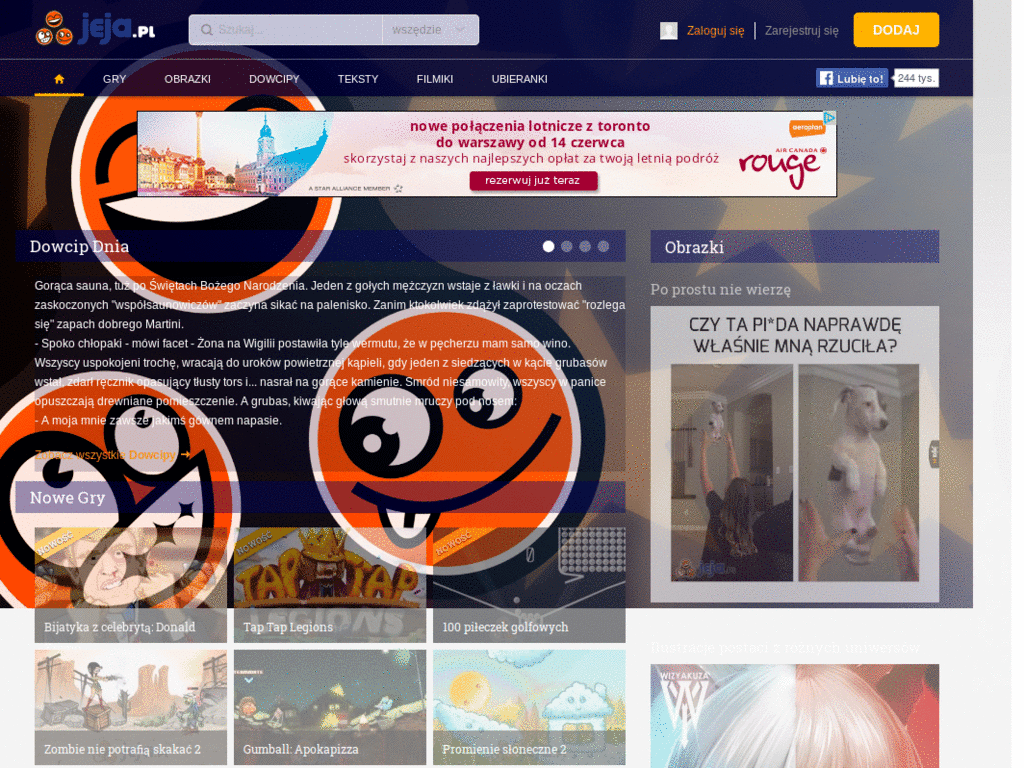 jeja.PL
Szukaj...
wszędzie
Zaloguj się
Zarejestruj się
DODAJ
GRY
OBRAZKI
DOWCIPY
TEKSTY
FILMIKI
UBIERANKI
Lubię to!
244 tys.
nowe połączenia lotnicze z toronto
do warszawy od 14 czerwca
skorzystaj z naszych najlepszych opłat za twoją letnią podróż
rezerwuj już teraz
A STAR ALLIANCE MEMBER
aeroplan
AIR CANADA
rouge
Dowcip Dnia
Gorąca sauna, tuż po Świętach Bożego Narodzenia. Jeden z gołych mężczyzn wstaje z ławki i na oczach
zaskoczonych "współsaunowiczów" zaczyna sikać na palenisko. Zanim ktokolwiek zdążył zaprotestować "rozlega
się" zapach dobrego Martini.
- Spoko chłopaki - mówi facet - Żona na Wigilii postawiła tyle wermutu, że w pęcherzu mam samo wino.
Wszyscy uspokojeni trochę, wracają do uroków powietrznej kąpieli, gdy jeden z siedzących w kącie grubasów
wstał, zdarł ręcznik opasujący tłusty tors i... nasrał na gorące kamienie. Smród niesamowity, wszyscy w panice
opuszczają drewniane pomieszczenie. A grubas, kiwając głową smutnie mruczy pod nosem:
- A moja mnie zawsze jakimś gównem napasie.
Zobacz wszystkie Dowcipy
Obrazki
Po prostu nie wierzę
CZY TA PI*DA NAPRAWDĘ
WŁAŚNIE MNĄ RZUCIŁA?
jeja.PL
Nowe Gry
NOWOŚĆ
NOWOŚĆ
TAP TAP
LEGIONS
NOWOŚĆ
0
Bijatyka z celebrytą: Donald
Tap Tap Legions
100 piłeczek golfowych
Ilustracje postaci z różnych uniwersów
WIZYAKUZA
Zombie nie potrafią skakać 2
Gumball: Apokapizza
Promienie słoneczne 2